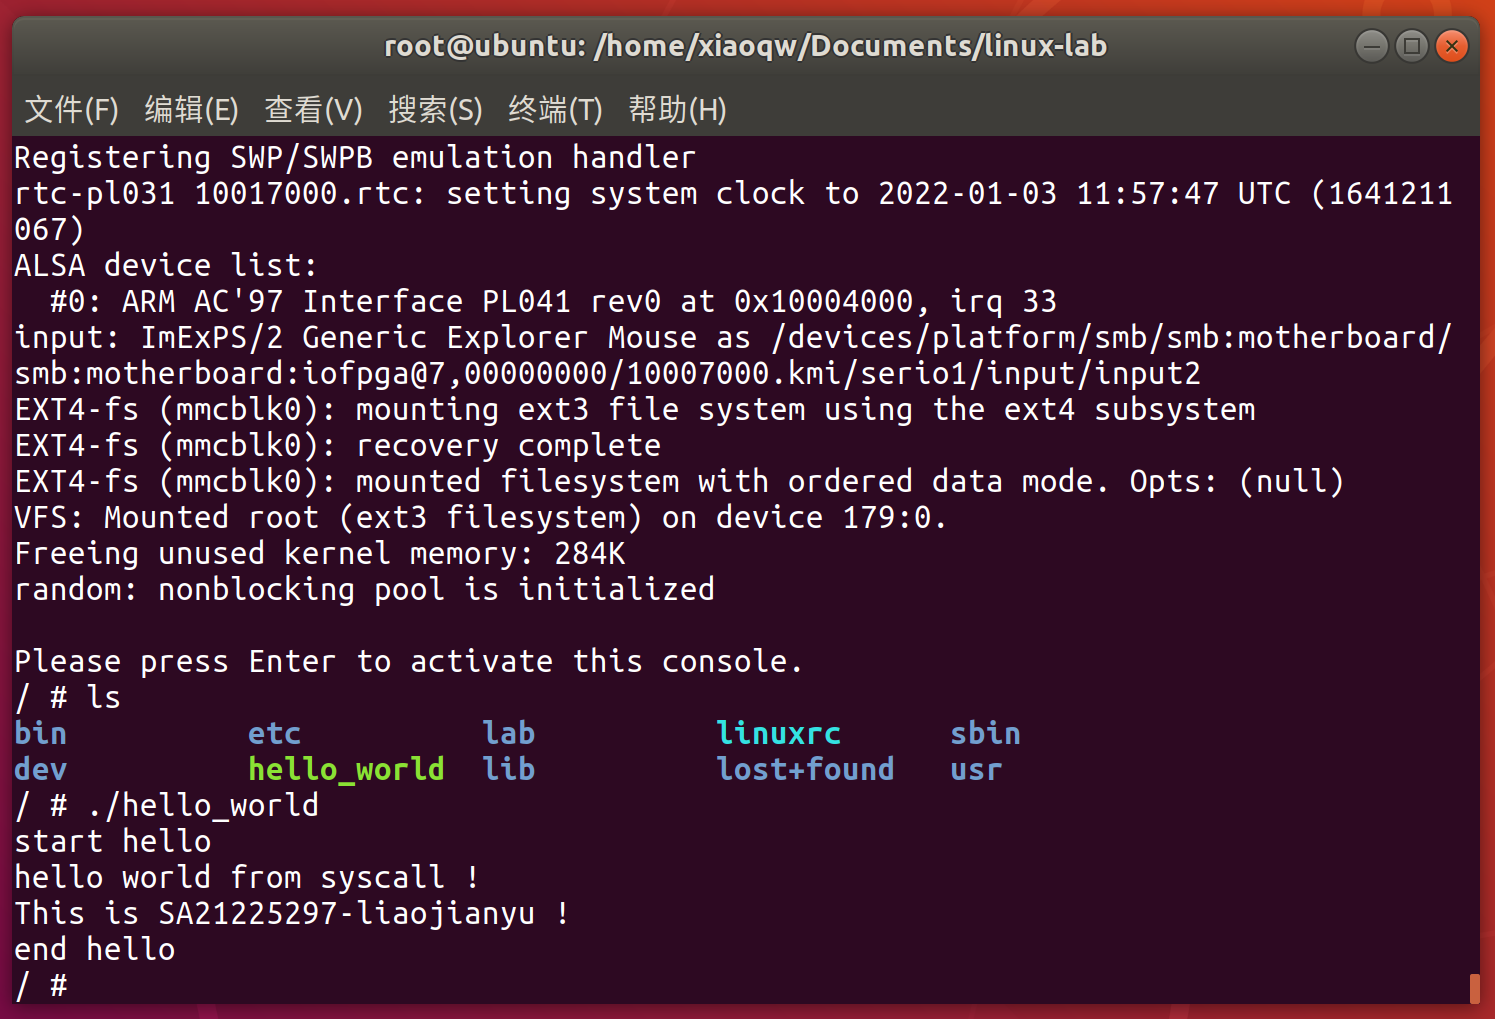 root@ubuntu: /home/xiaoqw/Documents/linux-lab
文件(F) 编辑(E) 查看(V) 搜索(S) 终端(T) 帮助(H)
Registering SWP/SWPB emulation handler
rtc-pl031 10017000.rtc: setting system clock to 2022-01-03 11:57:47 UTC (1641211
067)
ALSA device list:
  #0: ARM AC'97 Interface PL041 rev0 at 0x10004000, irq 33
input: ImExPS/2 Generic Explorer Mouse as /devices/platform/smb/smb:motherboard/
smb:motherboard:iofpga@7,00000000/10007000.kmi/serio1/input/input2
EXT4-fs (mmcblk0): mounting ext3 file system using the ext4 subsystem
EXT4-fs (mmcblk0): recovery complete
EXT4-fs (mmcblk0): mounted filesystem with ordered data mode. Opts: (null)
VFS: Mounted root (ext3 filesystem) on device 179:0.
Freeing unused kernel memory: 284K
random: nonblocking pool is initialized
Please press Enter to activate this console.
/ # ls
bin          etc          lab          linuxrc      sbin
dev          hello_world  lib          lost+found   usr
/ # ./hello_world
start hello
hello world from syscall !
This is SA21225297-liaojianyu !
end hello
/ #